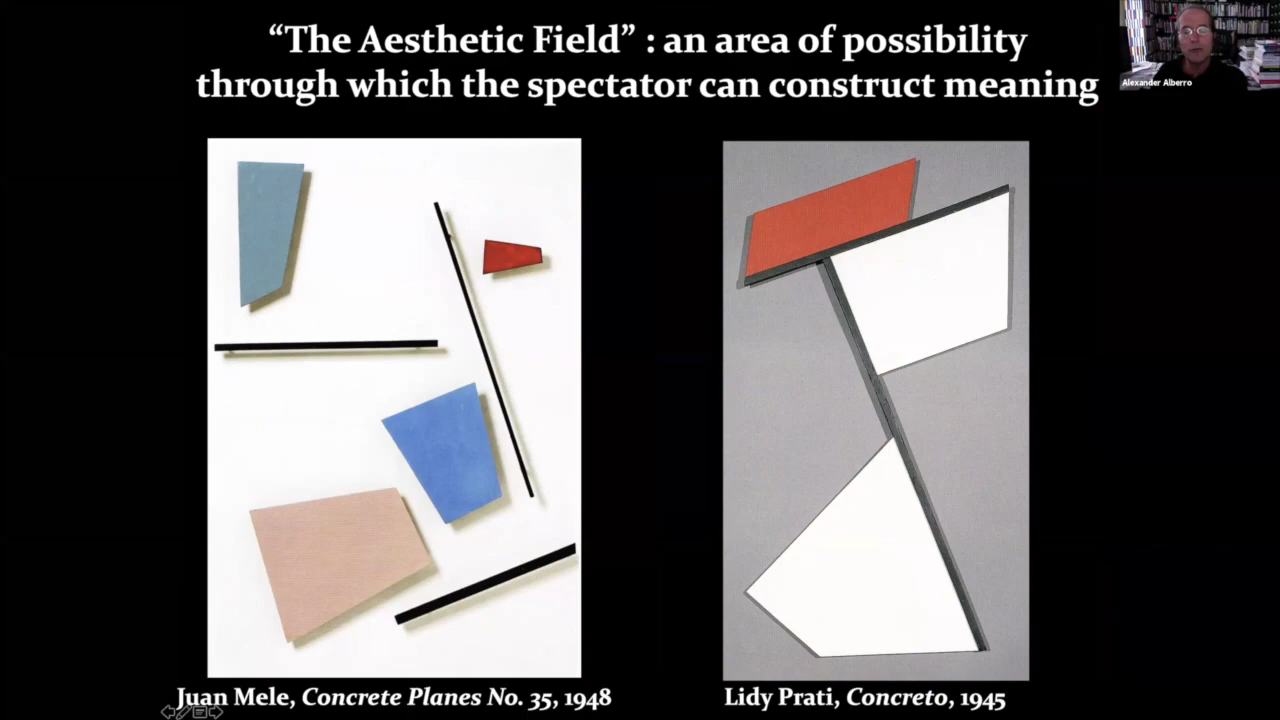 “The Aesthetic Field” : an area of possibility
through which the spectator can construct meaning
Alexander Alberro
Juan Mele, Concrete Planes No. 35, 1948
Lidy Prati, Concreto, 1945